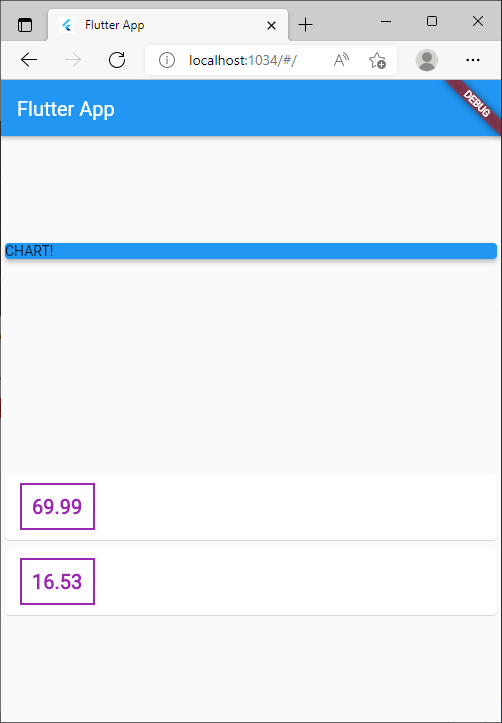 Flutter App
localhost:1034/#/
Flutter App
DEBUG
CHART!
69.99
16.53